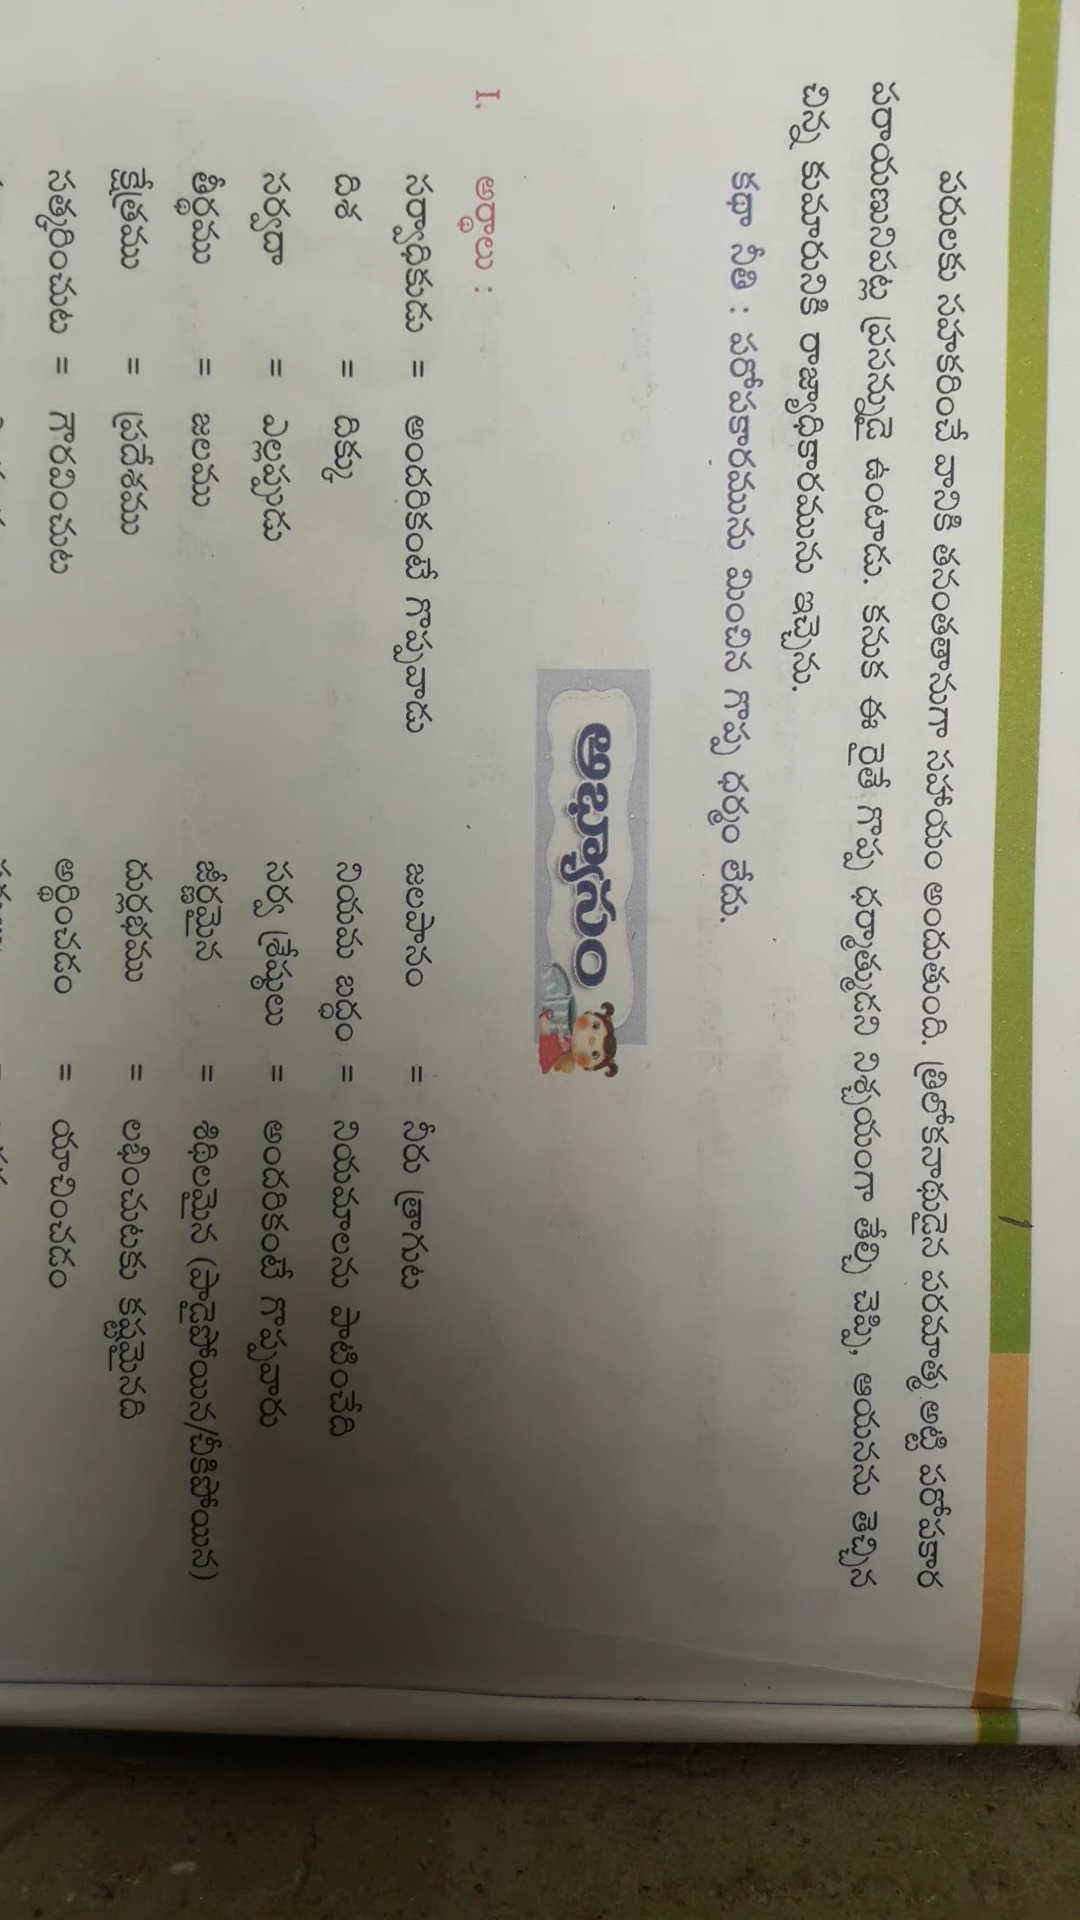 పరులకు సహకరించే వానికి తనంతతానుగా సహాయం అందుతుంది. త్రిలోకనాథుడైన పరమాత్మ అట్టి పరోపకార
పరాయణునిపట్ల ప్రసన్నుడై ఉంటాడు. కనుక ఈ రైతే గొప్ప ధర్మాత్ముడని నిశ్చయంగా తేల్చి చెప్పి, ఆయనను తెచ్చిన
చిన్న కుమారునికి రాజ్యాధికారమును ఇచ్చెను.
కథా నీతి : పరోపకారమును మించిన గొప్ప ధర్మం లేదు.
అభ్యాసం
I. అర్థాలు :
సర్వాధికుడు = అందరికంటే గొప్పవాడు జలపానం = నీరు త్రాగుట
దిశ = దిక్కు నియమ బద్ధం = నియమాలను పాటించేది
సర్వదా = ఎల్లప్పుడు సర్వ శ్రేష్ఠులు = అందరికంటే గొప్పవారు
తీర్థము = జలము జీర్ణమైన = శిథిలమైన (పాడైపోయిన/చీకిపోయిన)
క్షేత్రము = ప్రదేశము దుర్లభము = లభించుటకు కష్టమైనది
సత్కరించుట = గౌరవించుట అర్థించడం = యాచించడం